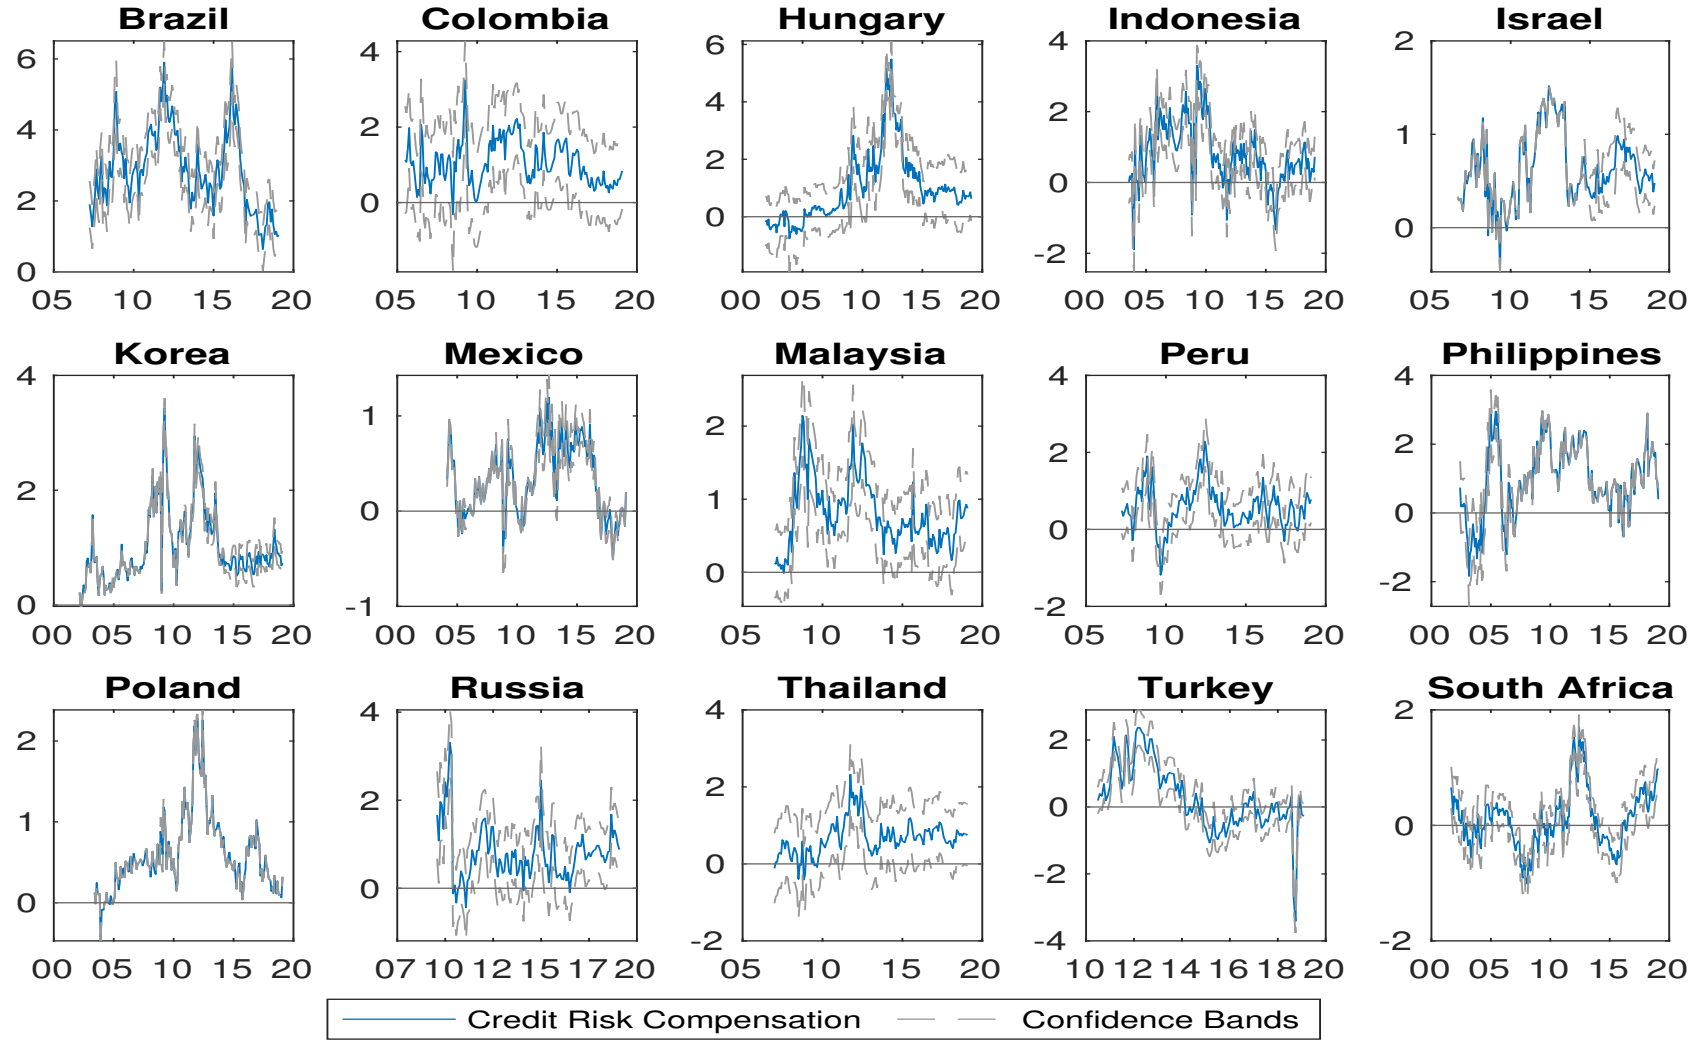 Brazil Colombia Hungary Indonesia Israel
6 4 6 4 2
4 2 4 2 1
2 0 2 0 0
0 0 -2
05 10 15 20 05 10 15 20 00 05 10 15 20 00 05 10 15 20 05 10 15 20
Korea Mexico Malaysia Peru Philippines
4 1 2 4 4
2 0 1 2 2
0 -1 0 0 0
-2 -2
00 05 10 15 20 00 05 10 15 20 05 10 15 20 05 10 15 20 00 05 10 15 20
Poland Russia Thailand Turkey South Africa
2 4 4 2 2
1 2 2 0 0
0 0 0 -2 -2
-2 -4
00 05 10 15 20 07 10 12 15 17 20 05 10 15 20 10 12 14 16 18 20 00 05 10 15 20
Credit Risk Compensation Confidence Bands